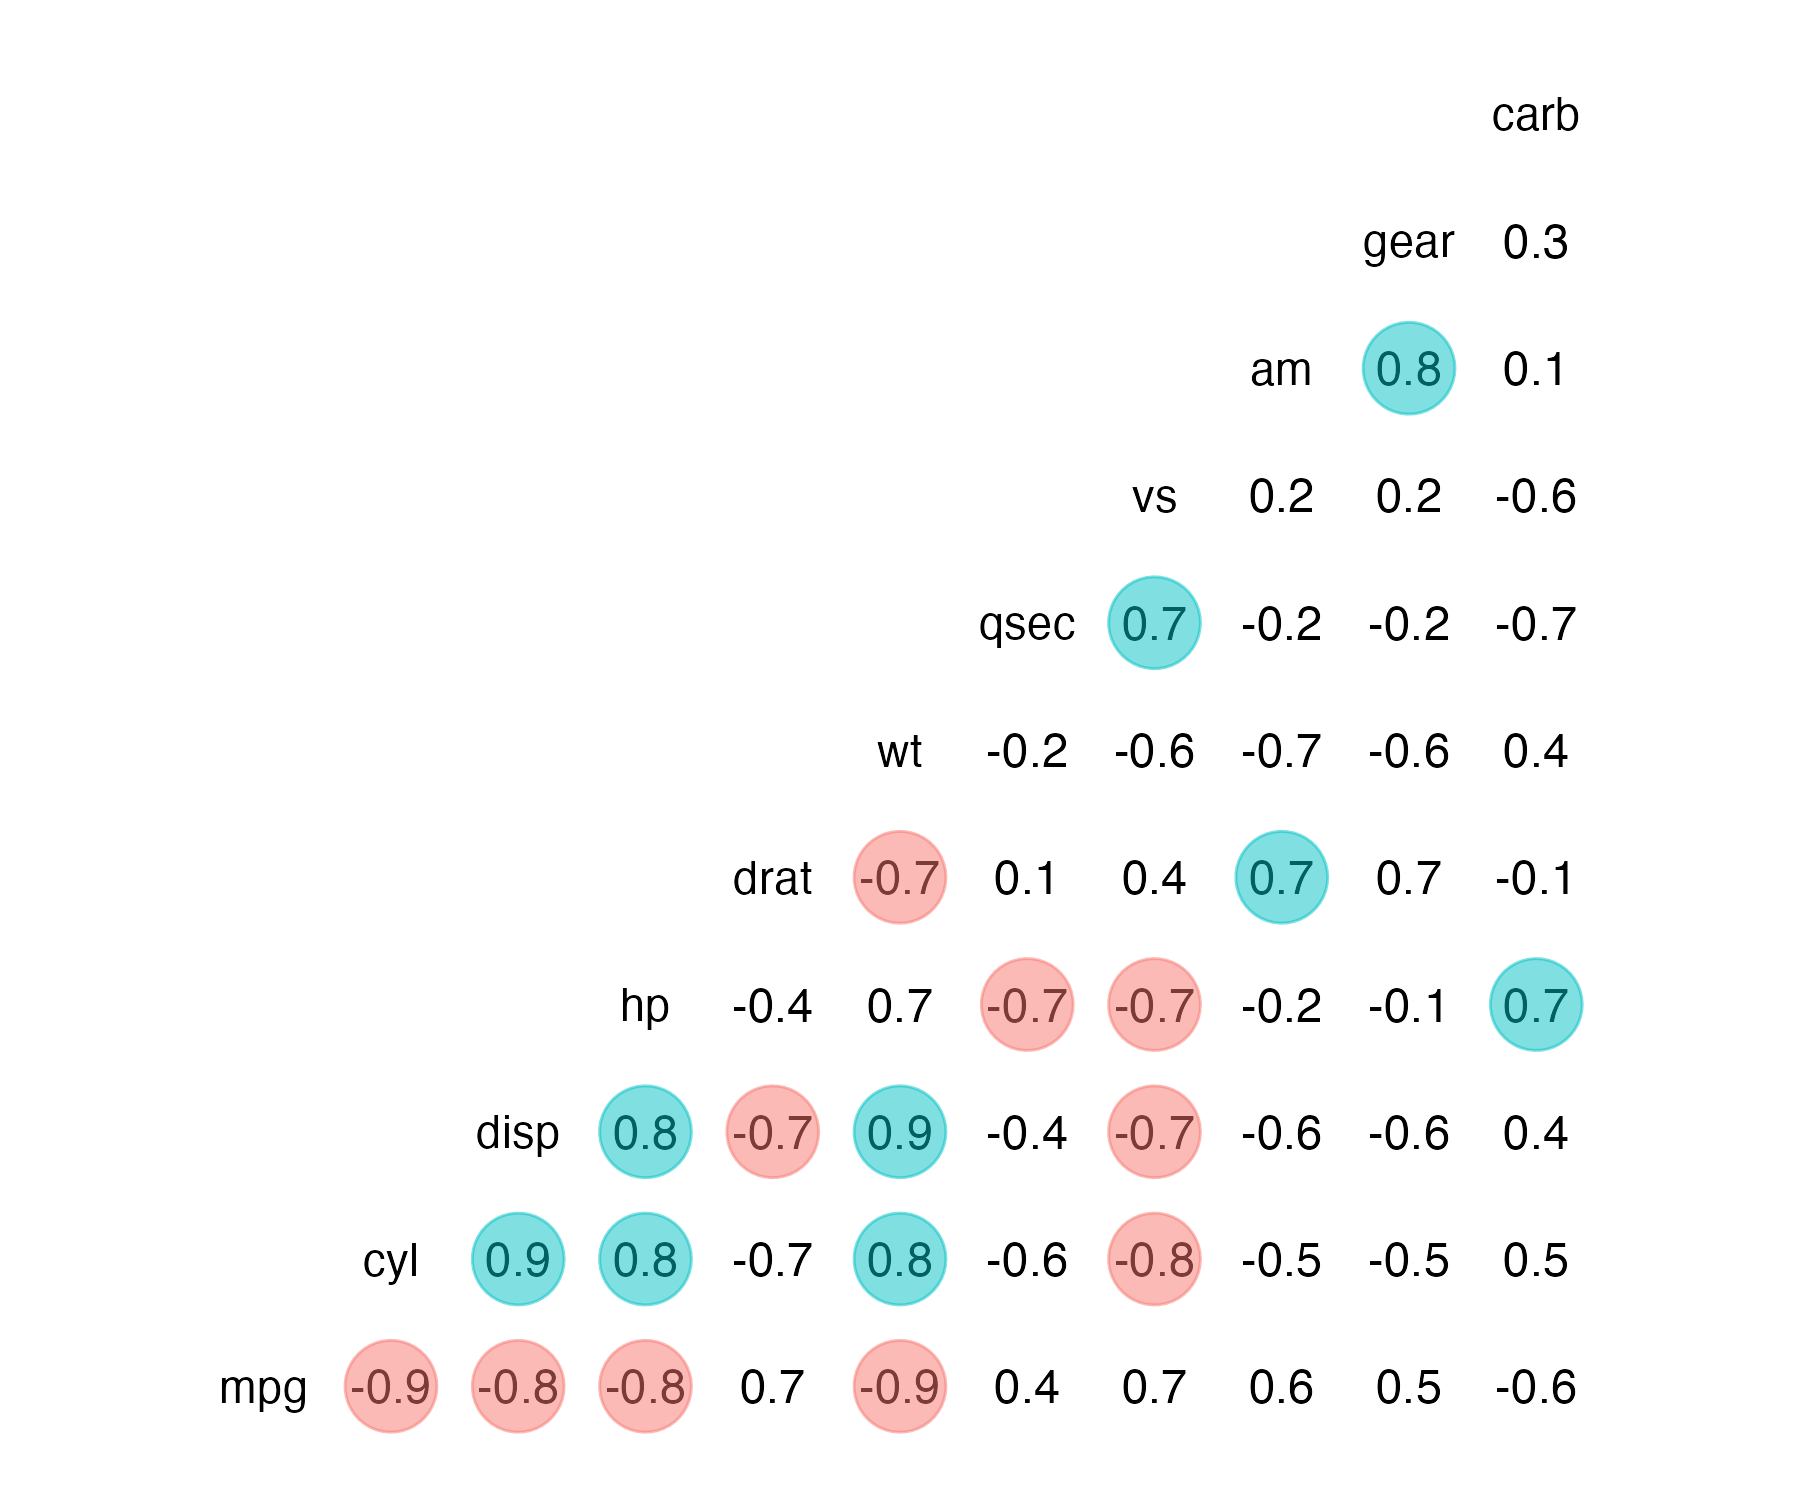 carb
gear 0.3
am 0.8 0.1
vs 0.2 0.2 -0.6
qsec 0.7 -0.2 -0.2 -0.7
wt -0.2 -0.6 -0.7 -0.6 0.4
drat -0.7 0.1 0.4 0.7 0.7 -0.1
hp -0.4 0.7 -0.7 -0.7 -0.2 -0.1 0.7
disp 0.8 -0.7 0.9 -0.4 -0.7 -0.6 -0.6 0.4
cyl 0.9 0.8 -0.7 0.8 -0.6 -0.8 -0.5 -0.5 0.5
mpg -0.9 -0.8 -0.8 0.7 -0.9 0.4 0.7 0.6 0.5 -0.6